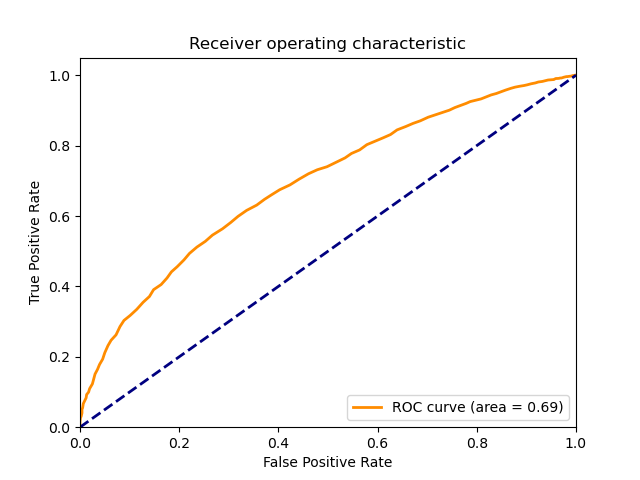 Receiver operating characteristic
1.0
0.8
0.6
0.4
0.2
0.0
True Positive Rate
ROC curve (area = 0.69)
0.0 0.2 0.4 0.6 0.8 1.0
False Positive Rate